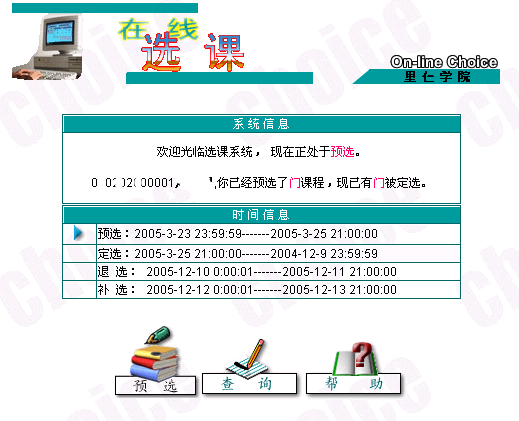 在线
选课
On-line Choice
里仁学院
系统信息
欢迎光临选课系统，现在正处于预选。
你已经预选了门课程，现已有门被定选。
时间信息
预选：2005-3-23 23:59:59-------2005-3-25 21:00:00
定选：2005-3-25 21:00:00-------2004-12-9 23:59:59
退 选： 2005-12-10 0:00:01-------2005-12-11 21:00:00
补 选： 2005-12-12 0:00:01-------2005-12-13 21:00:00
预 选 查 询 帮 助